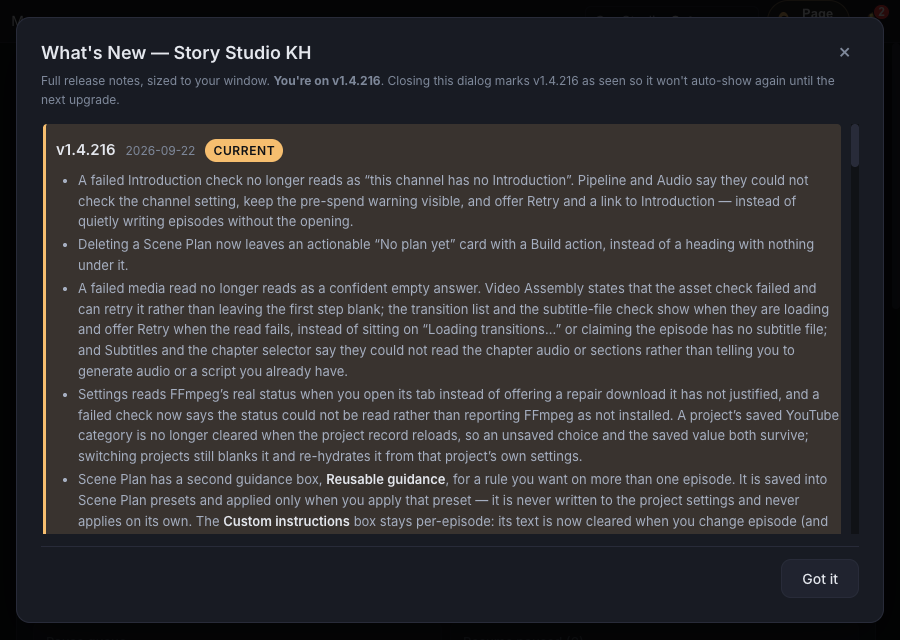 Page
2
What's New — Story Studio KH
×
Full release notes, sized to your window. You're on v1.4.216. Closing this dialog marks v1.4.216 as seen so it won't auto-show again until the
next upgrade.
v1.4.216 2026-09-22 CURRENT
• A failed Introduction check no longer reads as “this channel has no Introduction”. Pipeline and Audio say they could not
check the channel setting, keep the pre-spend warning visible, and offer Retry and a link to Introduction — instead of
quietly writing episodes without the opening.
• Deleting a Scene Plan now leaves an actionable “No plan yet” card with a Build action, instead of a heading with nothing
under it.
• A failed media read no longer reads as a confident empty answer. Video Assembly states that the asset check failed and
can retry it rather than leaving the first step blank; the transition list and the subtitle-file check show when they are loading
and offer Retry when the read fails, instead of sitting on “Loading transitions…” or claiming the episode has no subtitle file;
and Subtitles and the chapter selector say they could not read the chapter audio or sections rather than telling you to
generate audio or a script you already have.
• Settings reads FFmpeg’s real status when you open its tab instead of offering a repair download it has not justified, and a
failed check now says the status could not be read rather than reporting FFmpeg as not installed. A project’s saved YouTube
category is no longer cleared when the project record reloads, so an unsaved choice and the saved value both survive;
switching projects still blanks it and re-hydrates it from that project’s own settings.
• Scene Plan has a second guidance box, Reusable guidance, for a rule you want on more than one episode. It is saved into
Scene Plan presets and applied only when you apply that preset — it is never written to the project settings and never
applies on its own. The Custom instructions box stays per-episode: its text is now cleared when you change episode (and
Got it